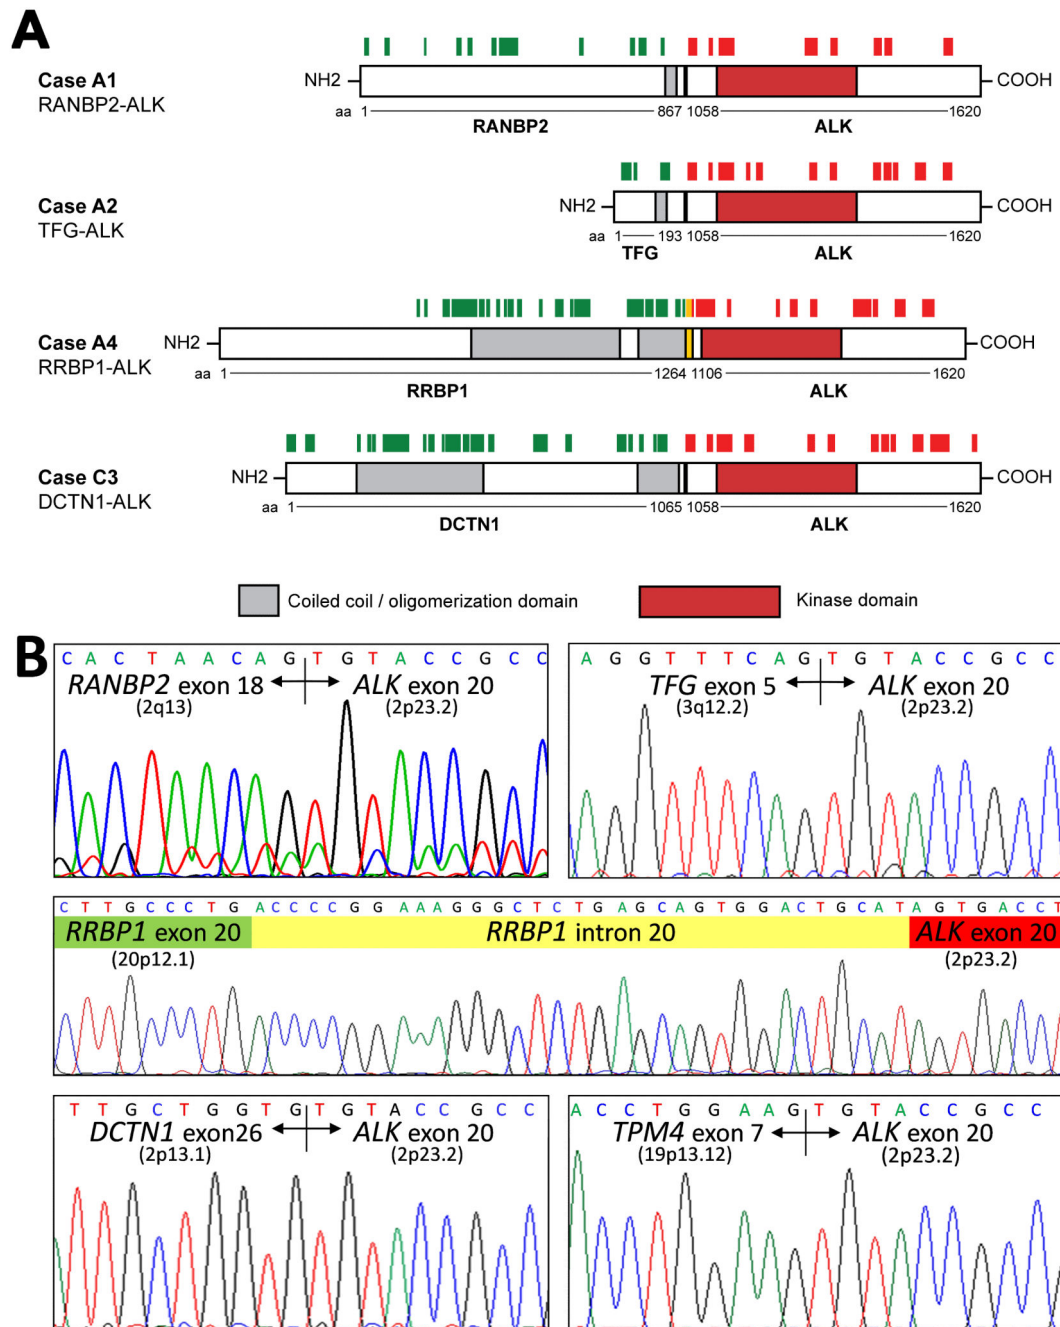 A
Case A1
RANBP2-ALK
NH2
COOH
aa 1 867 1058 1620
RANBP2 ALK
Case A2
TFG-ALK
NH2
COOH
aa 1 193 1058 1620
TFG ALK
Case A4
RRBP1-ALK
NH2
COOH
aa 1 1264 1106 1620
RRBP1 ALK
Case C3
DCTN1-ALK
NH2
COOH
aa 1 1065 1058 1620
DCTN1 ALK
Coiled coil / oligomerization domain
Kinase domain
B
C A C T A A C A G T G T A C C G C C
RANBP2 exon 18 ALK exon 20
(2q13) (2p23.2)
A G G T T T C A G T G T A C C G C C
TFG exon 5 ALK exon 20
(3q12.2) (2p23.2)
C T T G C C C T G A C C C C G G A A A G G G C T C T G A G C A G T G G A C T G C A T A G T G A C C T
RRBP1 exon 20 RRBP1 intron 20 ALK exon 20
(20p12.1) (2p23.2)
T T G C T G G T G T G T A C C G C C
DCTN1 exon26 ALK exon 20
(2p13.1) (2p23.2)
A C C T G G A A G T G T A C C G C C
TPM4 exon 7 ALK exon 20
(19p13.12) (2p23.2)